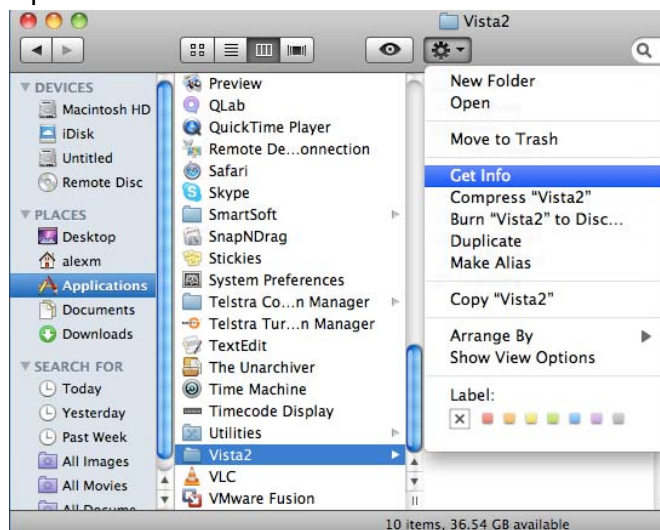 Vista2
DEVICES
Macintosh HD
iDisk
Untitled
Remote Disc
PLACES
Desktop
alexm
Applications
Documents
Downloads
SEARCH FOR
Today
Yesterday
Past Week
All Images
All Movies
Preview
QLab
QuickTime Player
Remote De...onnection
Safari
Skype
SmartSoft
SnapNDrag
Stickies
System Preferences
Telstra Co...n Manager
Telstra Tur...n Manager
TextEdit
The Unarchiver
Time Machine
Timecode Display
Utilities
Vista2
VLC
VMware Fusion
New Folder
Open
Move to Trash
Get Info
Compress “Vista2”
Burn “Vista2” to Disc...
Duplicate
Make Alias
Copy “Vista2”
Arrange By
Show View Options
Label:
10 items, 36.54 GB available